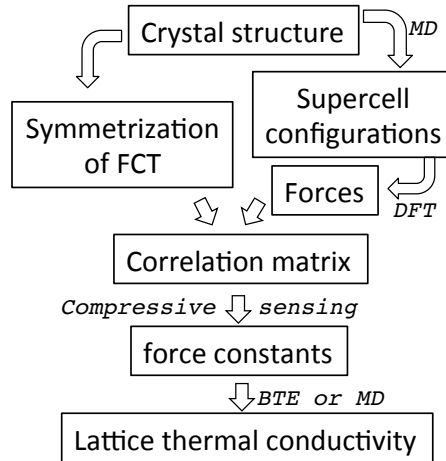 Crystal structure
MD
Symmetrization
of FCT
Supercell
configurations
Forces
DFT
Correlation matrix
Compressive sensing
force constants
BTE or MD
Lattice thermal conductivity